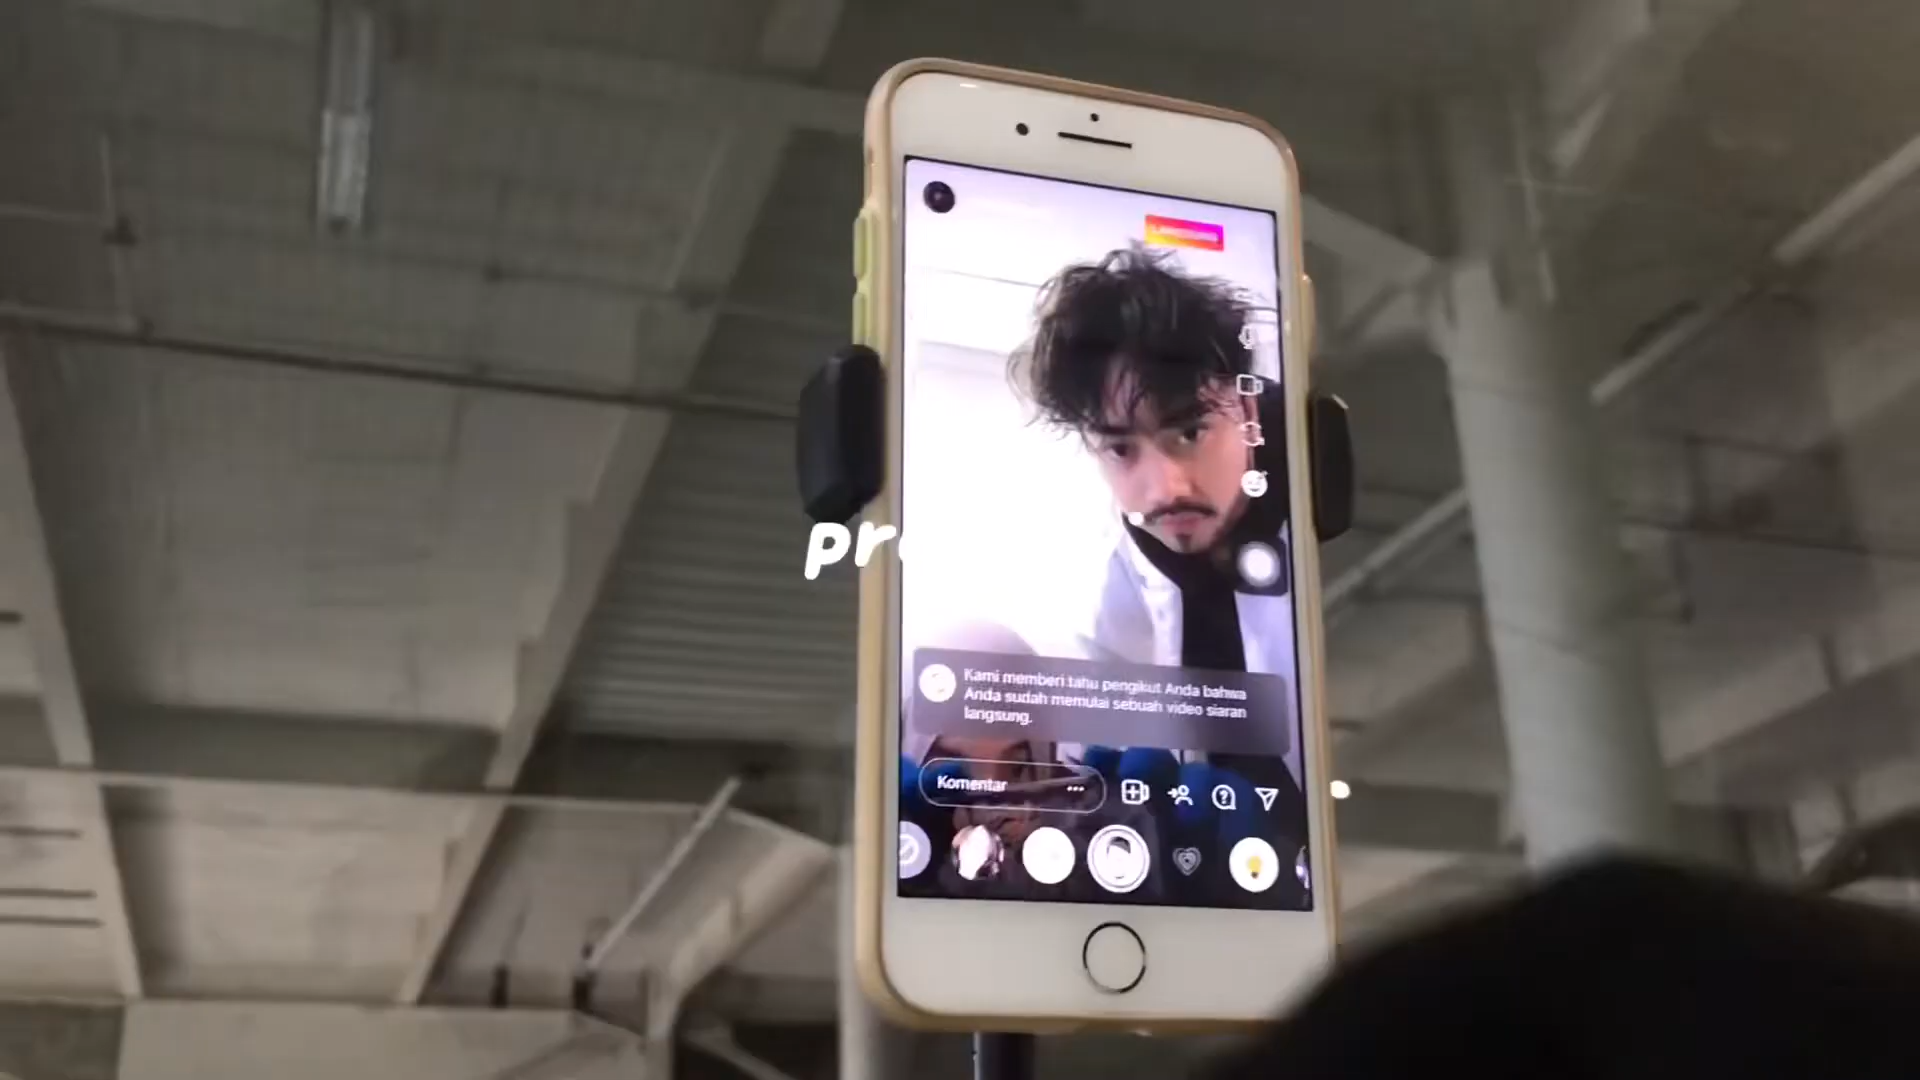 pr
Kami memberi tahu pengikut Anda bahwa
Anda sudah memulai sebuah video siaran
langsung.
Komentar